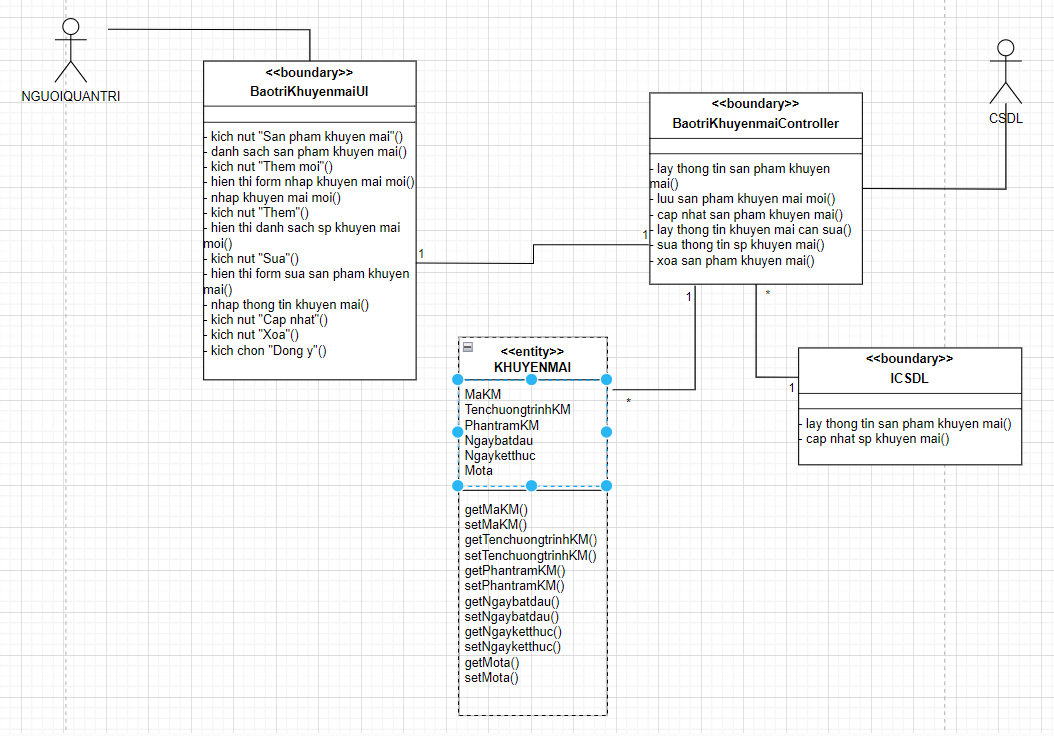 NGUOIQUANTRI
<<boundary>>
BaotriKhuyenmaiUI
- kich nut "San pham khuyen mai"()
- danh sach san pham khuyen mai()
- kich nut "Them moi"()
- hien thi form nhap khuyen mai moi()
- nhap khuyen mai moi()
- kich nut "Them"()
- hien thi danh sach sp khuyen mai
moi()
- kich nut "Sua"()
- hien thi form sua san pham khuyen
mai()
- nhap thong tin khuyen mai()
- kich nut "Cap nhat"()
- kich nut "Xoa"()
- kich chon "Dong y"()
1
1
<<boundary>>
BaotriKhuyenmaiController
- lay thong tin san pham khuyen
mai()
- luu san pham khuyen mai moi()
- cap nhat san pham khuyen mai()
- lay thong tin khuyen mai can sua()
- sua thong tin sp khuyen mai()
- xoa san pham khuyen mai()
CSDL
1
*
*
1
<<entity>>
KHUYENMAI
MaKM
TenchuongtrinhKM
PhantramKM
Ngaybatdau
Ngayketthuc
Mota
getMaKM()
setMaKM()
getTenchuongtrinhKM()
setTenchuongtrinhKM()
getPhantramKM()
setPhantramKM()
getNgaybatdau()
setNgaybatdau()
getNgayketthuc()
setNgayketthuc()
getMota()
setMota()
<<boundary>>
ICSDL
- lay thong tin san pham khuyen mai()
- cap nhat sp khuyen mai()